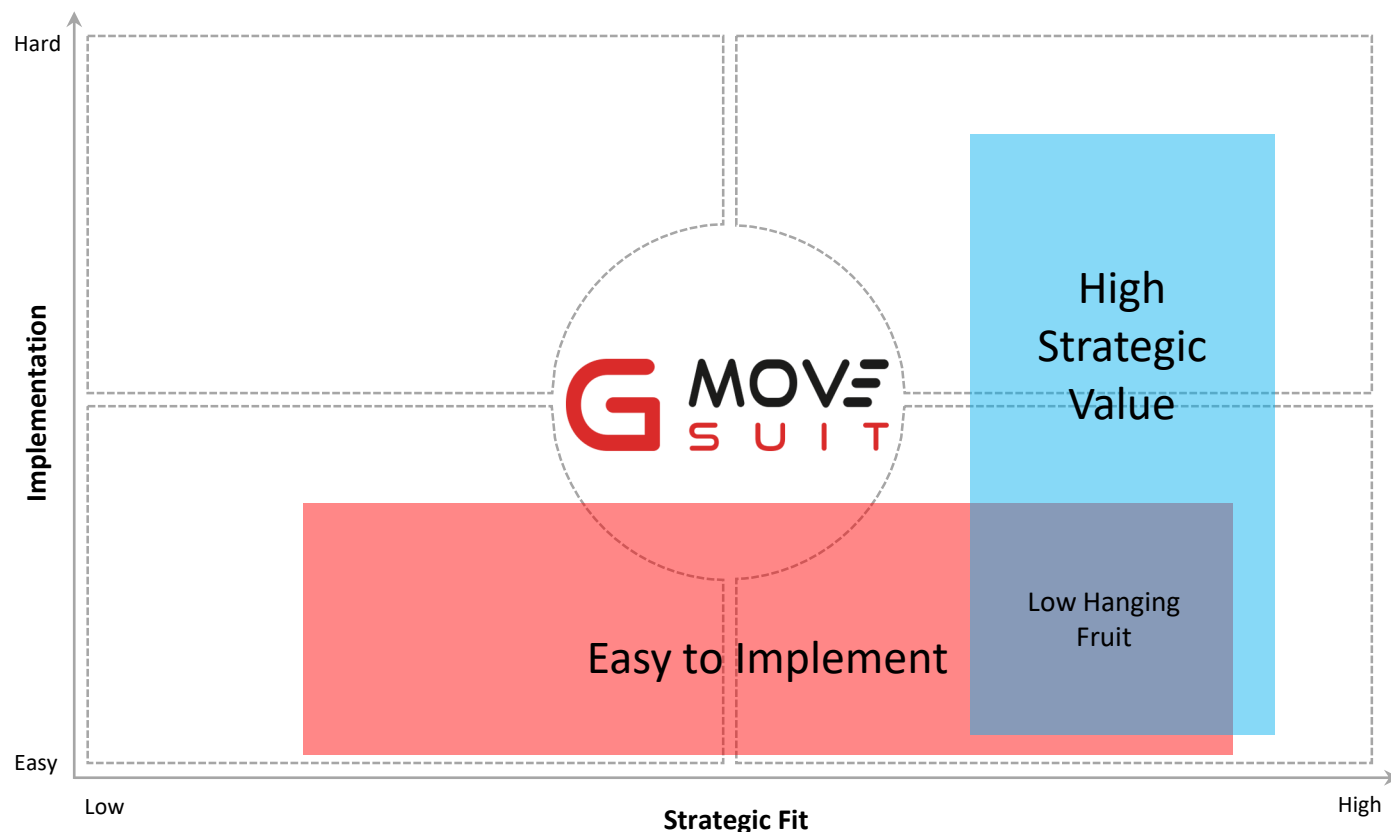 Hard
Implementation
High
Strategic
Value
G MOVE
SUIT
Low Hanging
Fruit
Easy to Implement
Easy
Low
High
Strategic Fit